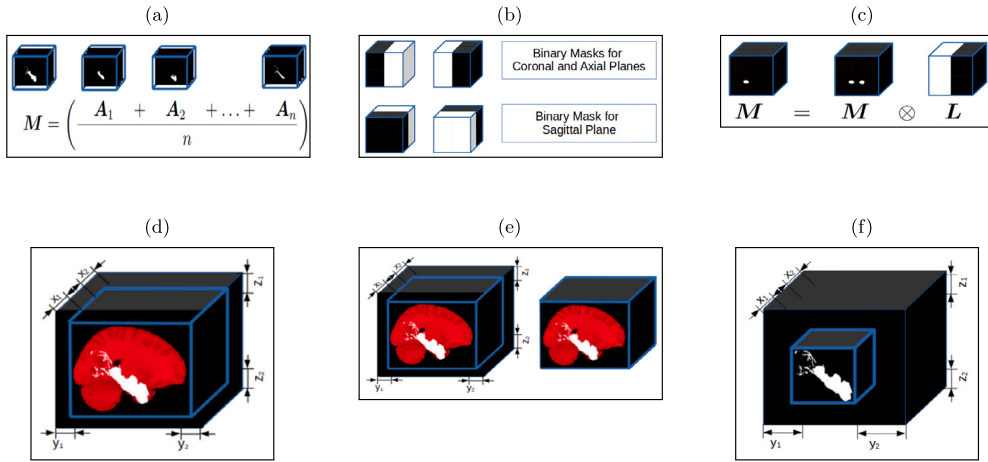 (a)
(b)
(c)
M = ( A₁ + A₂ + ... + Aₙ / n )
Binary Masks for
Coronal and Axial Planes
Binary Mask for
Sagittal Plane
M = M ⊗ L
(d)
(e)
(f)
x₁ x₂ z₁ z₂ y₁ y₂
x₁ x₂ z₁ z₂ y₁ y₂
x₁ x₂ z₁ z₂ y₁ y₂